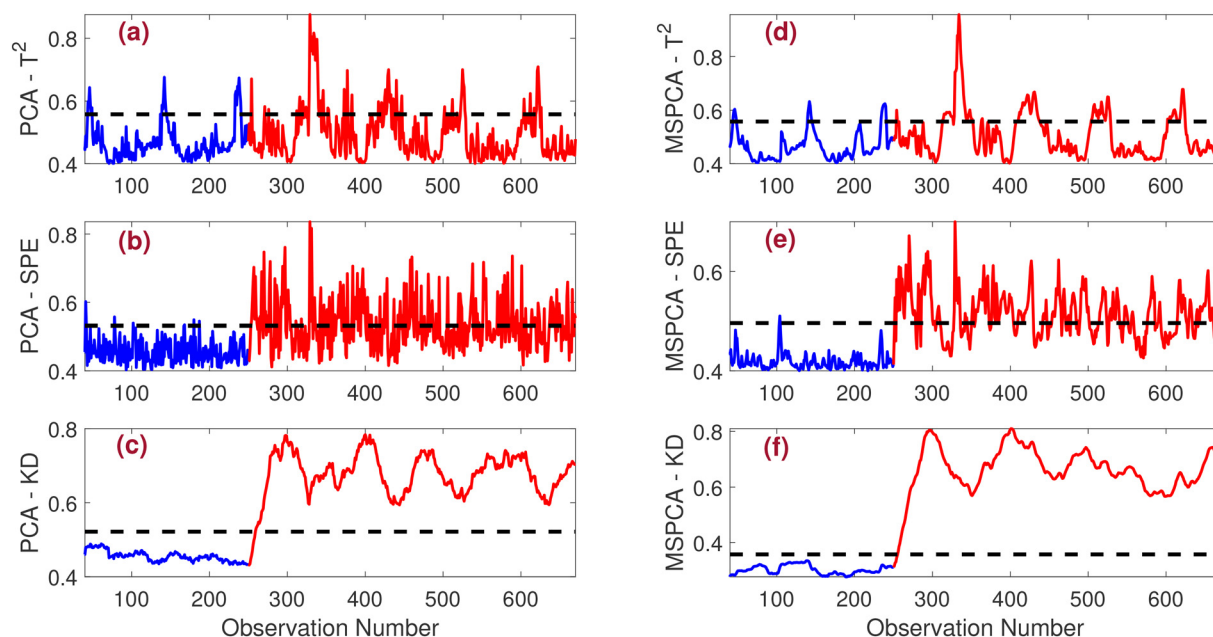 (a)
PCA - T²
0.8
0.6
0.4
100 200 300 400 500 600
(b)
PCA - SPE
0.8
0.6
0.4
100 200 300 400 500 600
(c)
PCA - KD
0.8
0.6
0.4
100 200 300 400 500 600
Observation Number
(d)
MSPCA - T²
0.8
0.6
0.4
100 200 300 400 500 600
(e)
MSPCA - SPE
0.6
0.4
100 200 300 400 500 600
(f)
MSPCA - KD
0.8
0.6
0.4
100 200 300 400 500 600
Observation Number